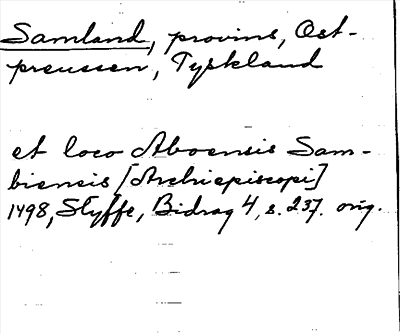 Samland, provins, Ost-
preussen, Tyskland
et loco Aboensis Sam-
biensis [Archiepiscopi]
1498, Styffe, Bidrag 4, s. 237. orig.